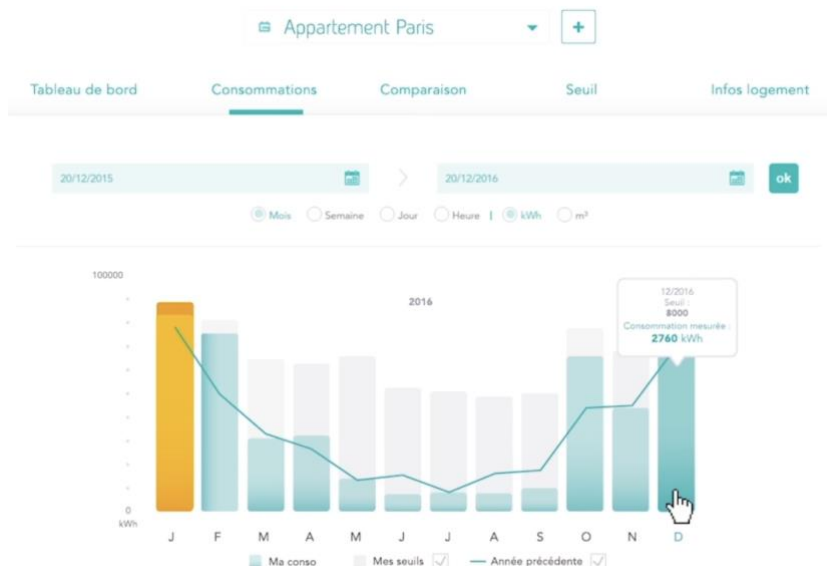 Appartement Paris
+
Tableau de bord Consommations Comparaison Seuil Infos logement
20/12/2015 20/12/2016 ok
Mois Semaine Jour Heure | kWh m³
100000
2016
12/2016
Seuil :
8000
Consommation mesurée :
2760 kWh
0
kWh
J F M A M J J A S O N D
Ma conso Mes seuils Année précédente